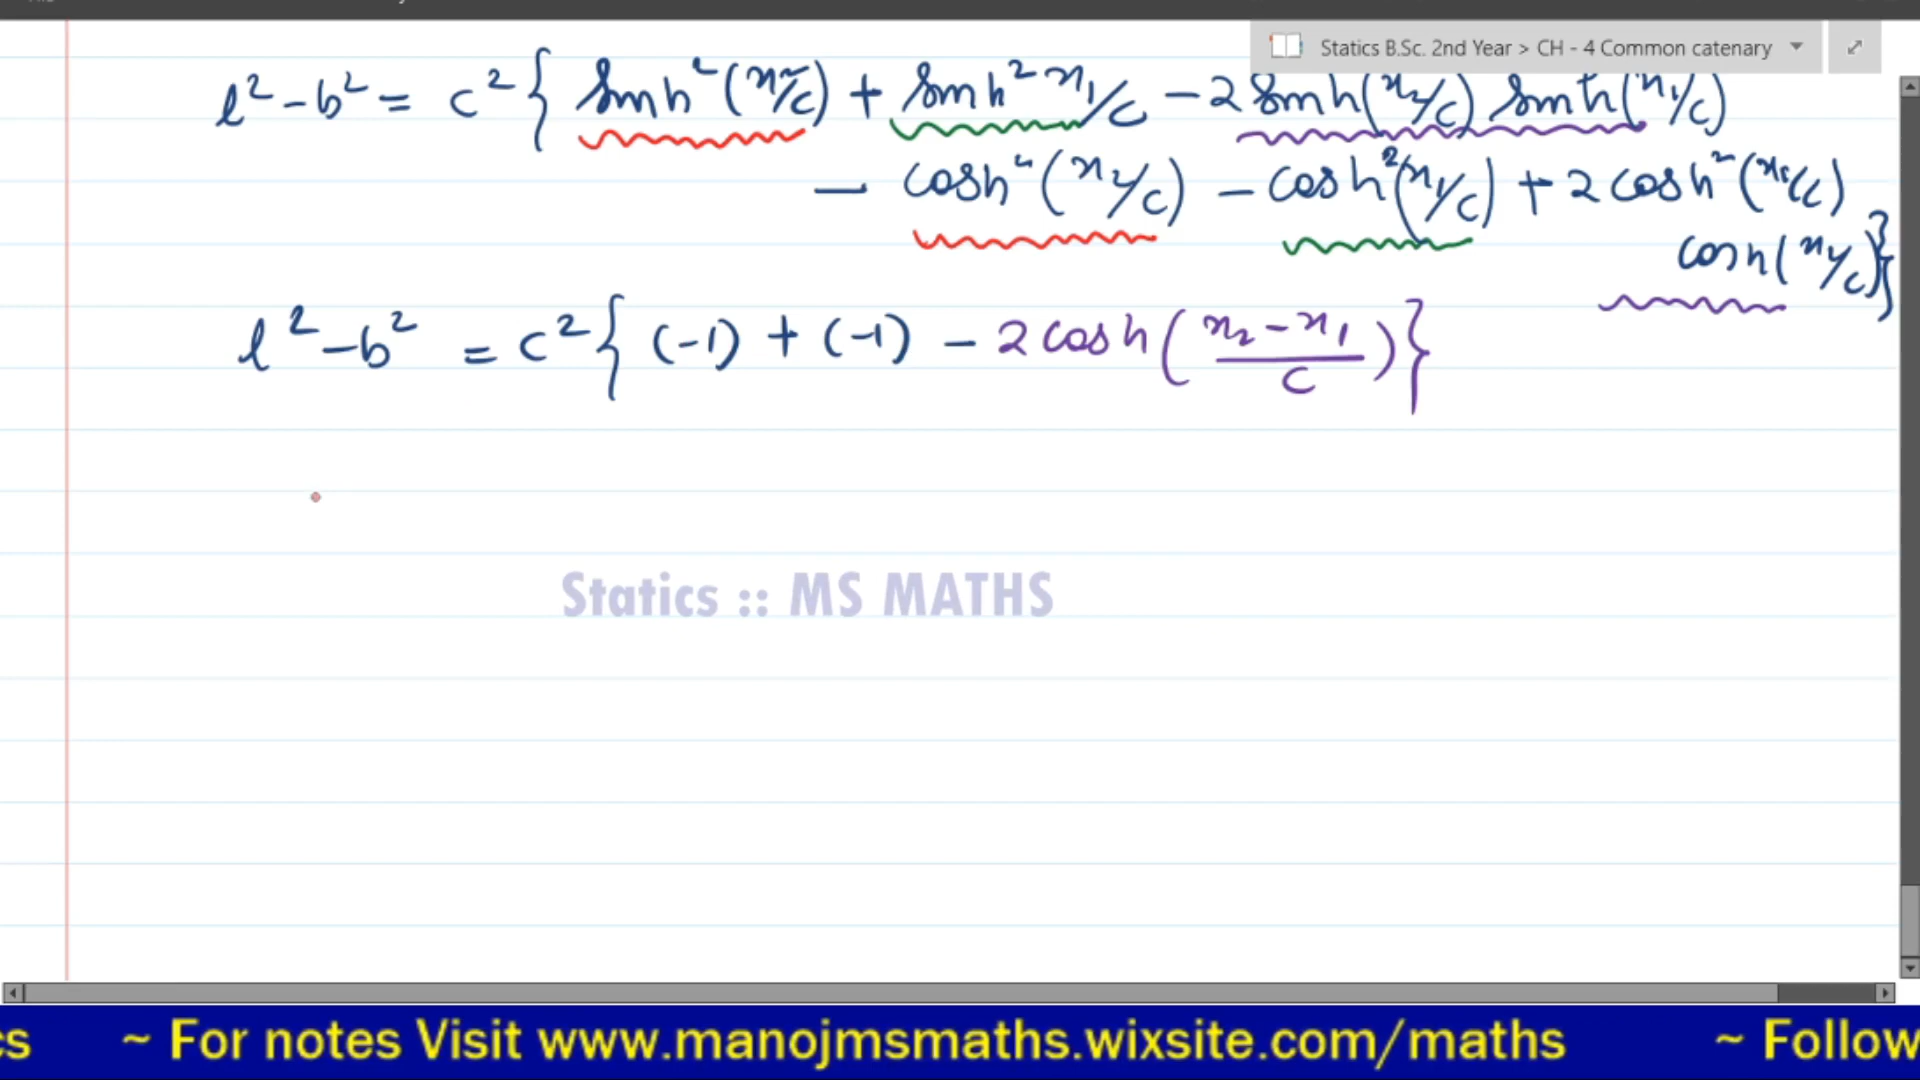 Statics B.Sc. 2nd Year > CH - 4 Common catenary
l² - b² = c² { sinh² (x₂/c) + sinh² x₁/c - 2 sinh (x₂/c) sinh (x₁/c)
- cosh² (x₂/c) - cosh² (x₁/c) + 2 cosh² (x₁/c)
cosh (x₂/c) }
l² - b² = c² { (-1) + (-1) - 2 cosh ( (x₂ - x₁)/c ) }
Statics :: MS MATHS
cs ~ For notes Visit www.manojmsmaths.wixsite.com/maths ~ Follow